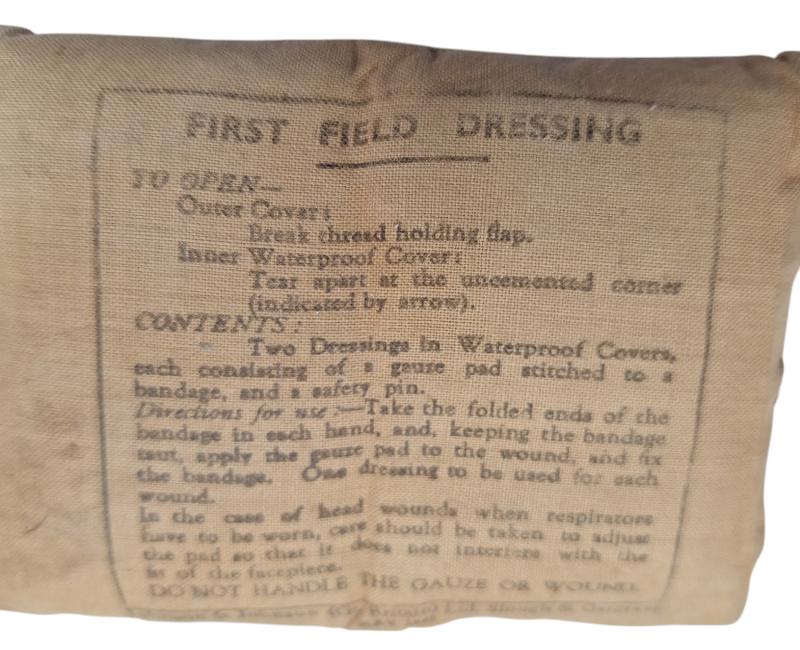 FIRST FIELD DRESSING
TO OPEN—
Outer Cover:
Break thread holding flap.
Inner Waterproof Cover:
Tear apart at the uncemented corner
(indicated by arrow).
CONTENTS:
Two Dressings in Waterproof Covers,
each consisting of a gauze pad stitched to a
bandage, and a safety pin.
Directions for use:—Take the folded ends of the
bandage in each hand, and, keeping the bandage
taut, apply the gauze pad to the wound, and fix
the bandage. One dressing to be used for each
wound.
In the case of head wounds when respirators
have to be worn, care should be taken to adjust
the pad so that it does not interfere with the
fit of the facepiece.
DO NOT HANDLE THE GAUZE OR WOUND.
Johnson & Johnson (Gt. Britain) Ltd. Slough &